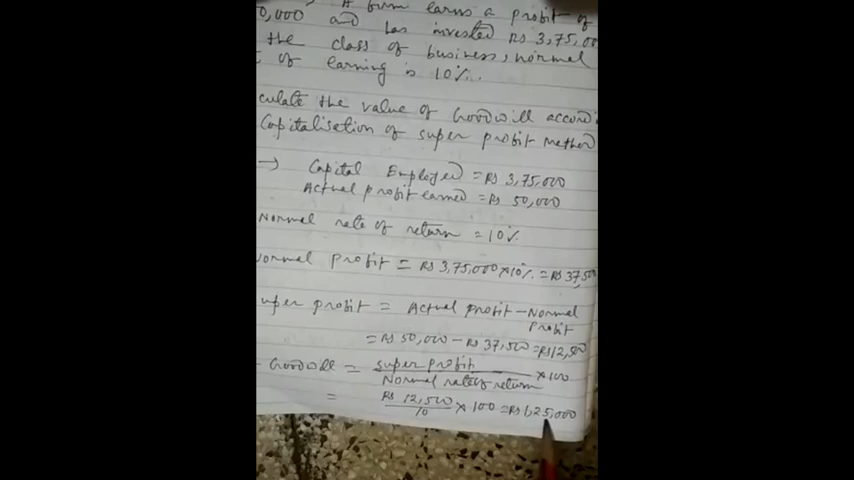 A firm earns a profit of
0,000 and has invested Rs 3,75,00
the class of business, normal
of earning is 10%.
culate the value of Goodwill accordi
Capitalisation of super profit method
→ Capital Employed = Rs 3,75,000
Actual profit earned = Rs 50,000
Normal rate of return = 10%
Normal profit = Rs 3,75,000 × 10% = Rs 37,500
uper profit = Actual profit - Normal
Profit
= Rs 50,000 - Rs 37,500 = Rs 12,500
Goodwill = super profit × 100
Normal rate of return
= Rs 12,500 × 100 = Rs 1,25,000
10